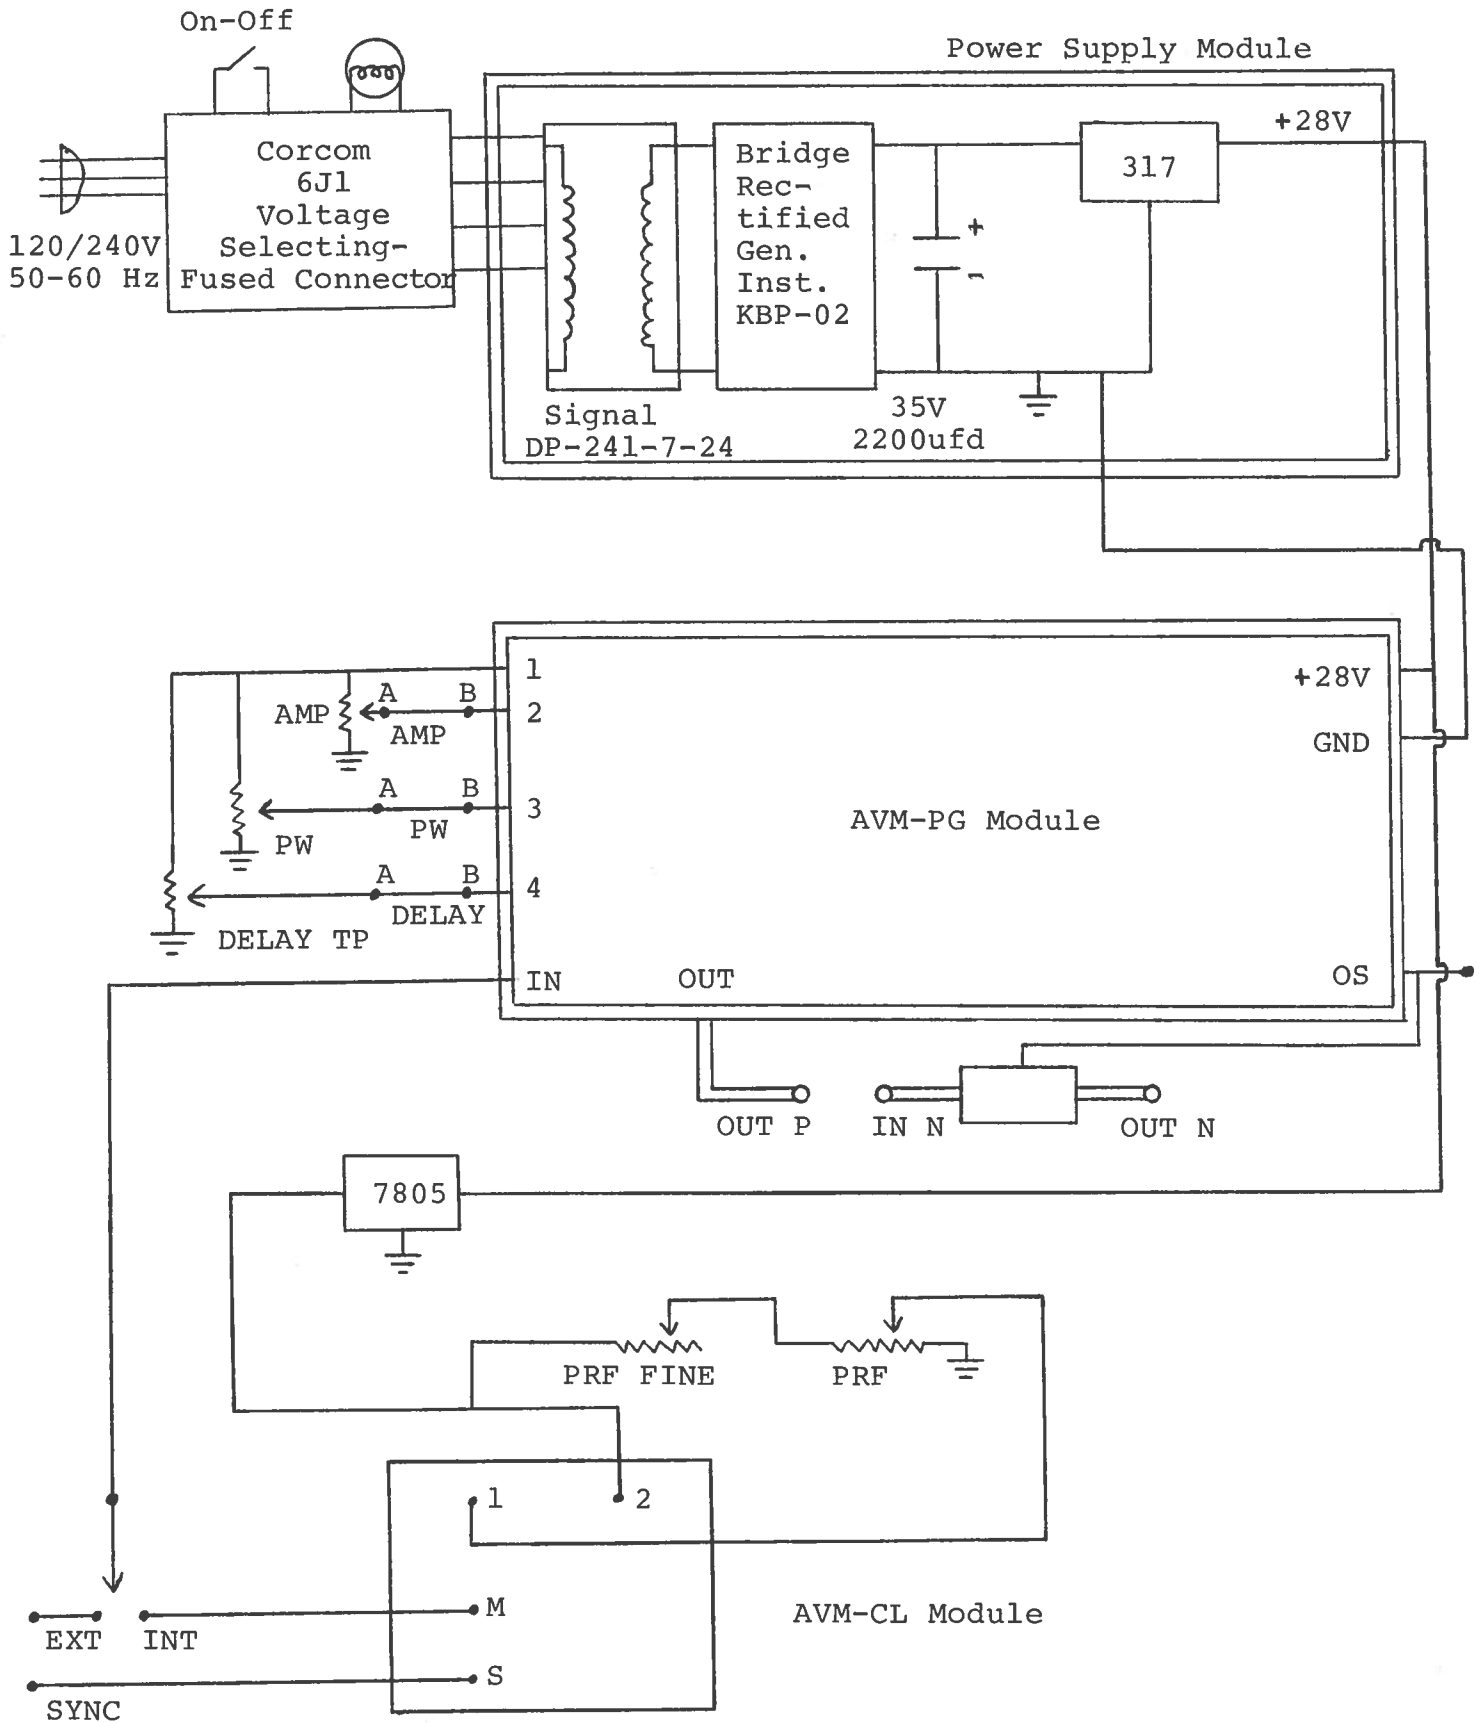 On-Off
Power Supply Module
Corcom
6J1
Voltage
Selecting-
Fused Connector
120/240V
50-60 Hz
Bridge
Rec-
tified
Gen.
Inst.
KBP-02
+
-
317
+28V
Signal
DP-241-7-24
35V
2200ufd
1
2
3
4
IN
OUT
+28V
GND
OS
AVM-PG Module
AMP
A B
AMP
A B
PW
PW
A B
DELAY
DELAY TP
OUT P
IN N
OUT N
7805
PRF FINE
PRF
1
2
M
S
AVM-CL Module
EXT
INT
SYNC